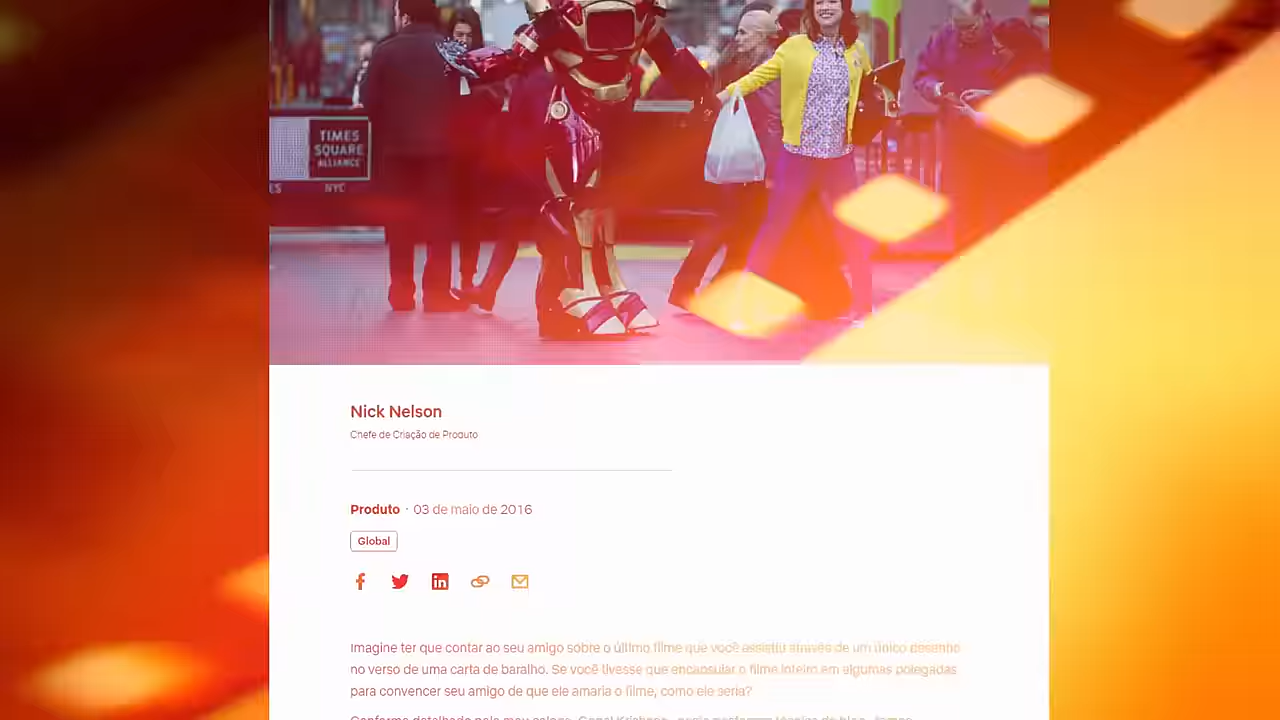 TIMES
SQUARE
ALLIANCE
ES NYC
Nick Nelson
Chefe de Criação de Produto
Produto · 03 de maio de 2016
Global
Imagine ter que contar ao seu amigo sobre o último filme que você assistiu através de um único desenho
no verso de uma carta de baralho. Se você tivesse que encapsular o filme inteiro em algumas polegadas
para convencer seu amigo de que ele amaria o filme, como ele seria?